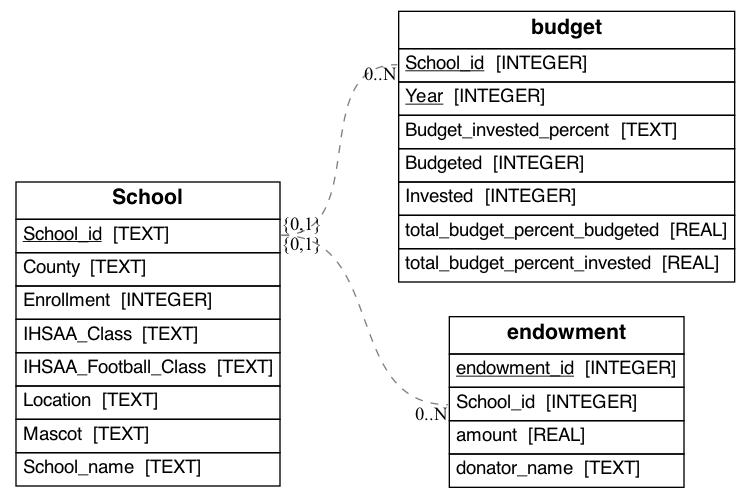 School
School_id [TEXT]
County [TEXT]
Enrollment [INTEGER]
IHSAA_Class [TEXT]
IHSAA_Football_Class [TEXT]
Location [TEXT]
Mascot [TEXT]
School_name [TEXT]
{0,1}
{0,1}
0..N
0..N
budget
School_id [INTEGER]
Year [INTEGER]
Budget_invested_percent [TEXT]
Budgeted [INTEGER]
Invested [INTEGER]
total_budget_percent_budgeted [REAL]
total_budget_percent_invested [REAL]
endowment
endowment_id [INTEGER]
School_id [INTEGER]
amount [REAL]
donator_name [TEXT]